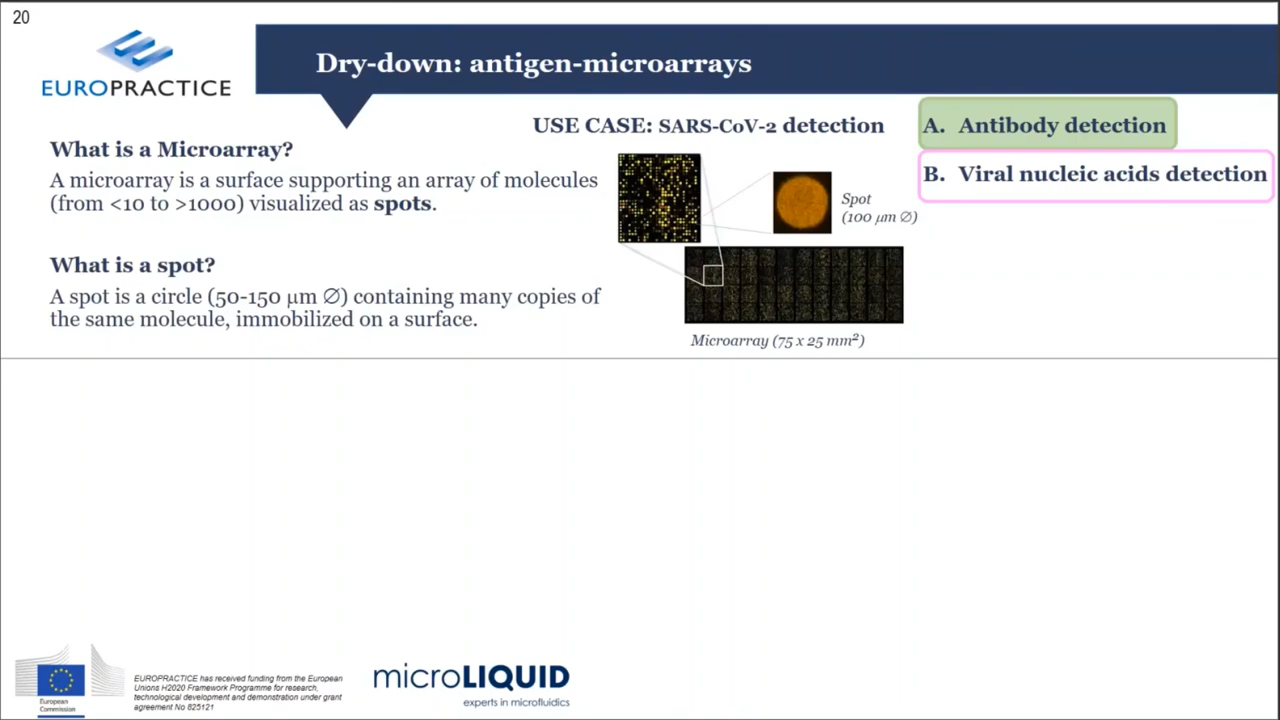 20
EUROPRACTICE
Dry-down: antigen-microarrays
USE CASE: SARS-CoV-2 detection
A. Antibody detection
B. Viral nucleic acids detection
What is a Microarray?
A microarray is a surface supporting an array of molecules
(from <10 to >1000) visualized as spots.
What is a spot?
A spot is a circle (50-150 μm ∅) containing many copies of
the same molecule, immobilized on a surface.
Spot
(100 μm ∅)
Microarray (75 x 25 mm²)
European
Commission
EUROPRACTICE has received funding from the European
Unions H2020 Framework Programme for research,
technological development and demonstration under grant
agreement No 825121
microLIQUID
experts in microfluidics